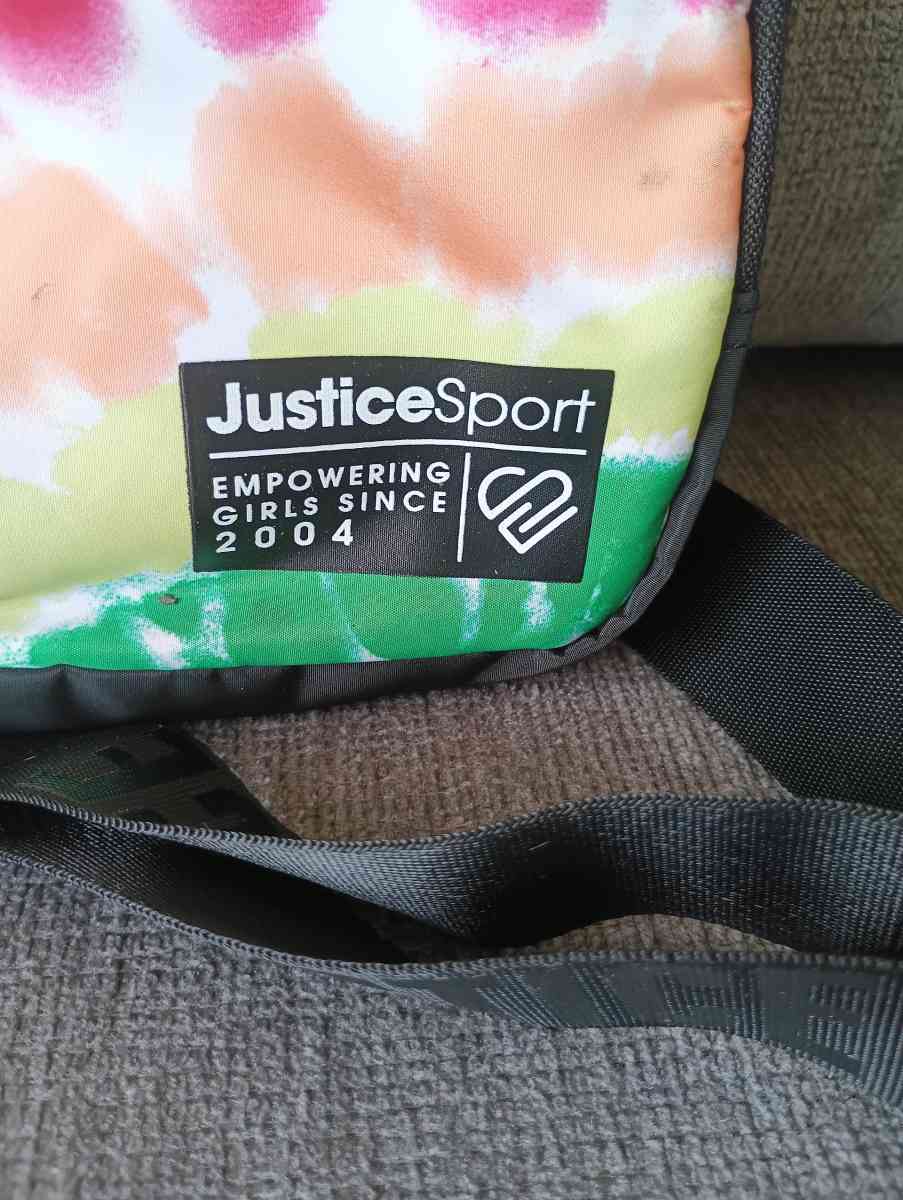 JusticeSport
EMPOWERING
GIRLS SINCE
2004